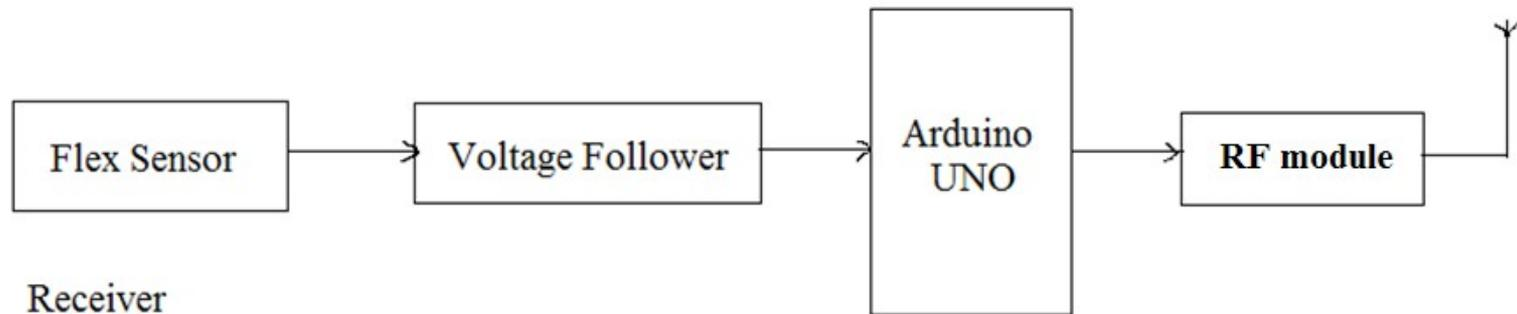 Flex Sensor
Voltage Follower
Arduino
UNO
RF module
Receiver